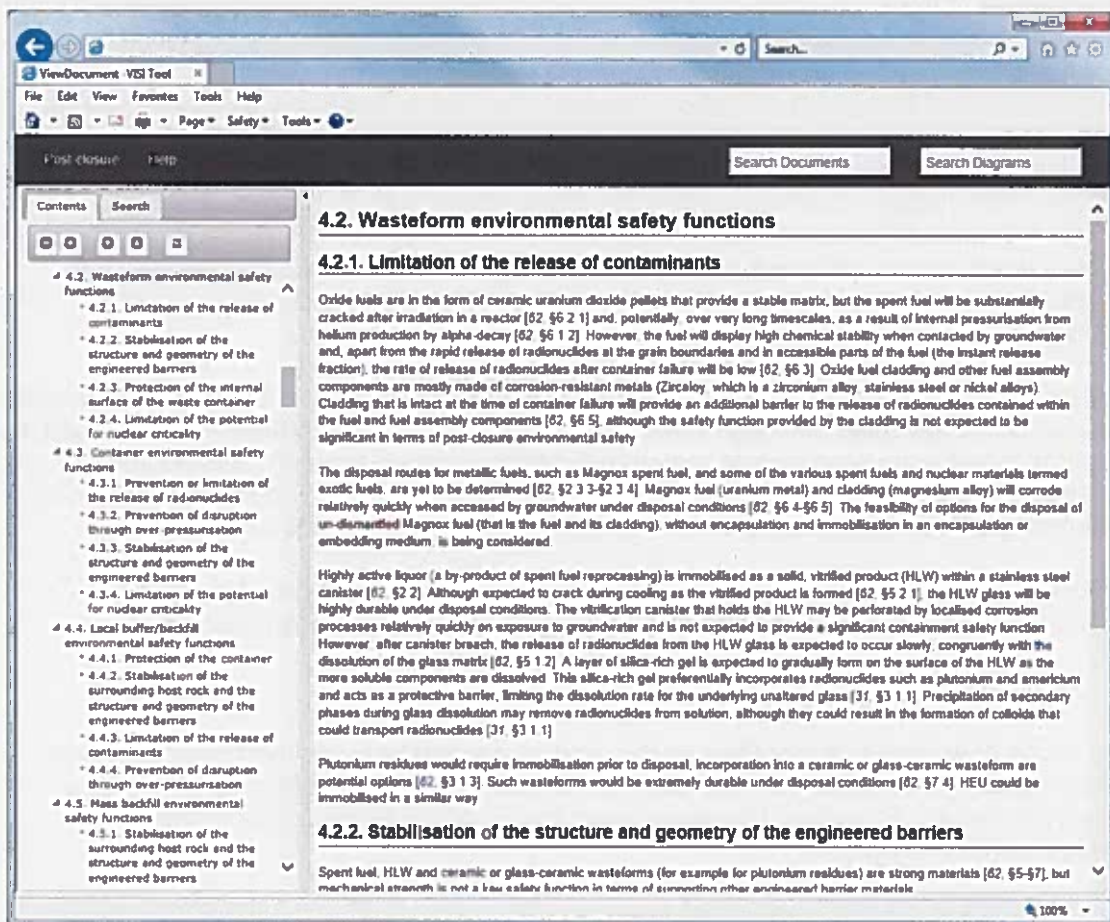 Search...
ViewDocument -VISI Tool
File Edit View Favorites Tools Help
Page Safety Tools
Post closure Help
Search Documents
Search Diagrams
Contents Search
4.2. Wasteform environmental safety
functions
4.2.1. Limitation of the release of
contaminants
4.2.2. Stabilisation of the
structure and geometry of the
engineered barriers
4.2.3. Protection of the internal
surface of the waste container
4.2.4. Limitation of the potential
for nuclear criticality
4.3. Container environmental safety
functions
4.3.1. Prevention or limitation of
the release of radionuclides
4.3.2. Prevention of disruption
through over-pressurisation
4.3.3. Stabilisation of the
structure and geometry of the
engineered barriers
4.3.4. Limitation of the potential
for nuclear criticality
4.4. Local buffer/backfill
environmental safety functions
4.4.1. Protection of the container
4.4.2. Stabilisation of the
surrounding host rock and the
structure and geometry of the
engineered barriers
4.4.3. Limitation of the release of
contaminants
4.4.4. Prevention of disruption
through over-pressurisation
4.5. Mass backfill environmental
safety functions
4.5.1. Stabilisation of the
surrounding host rock and the
structure and geometry of the
engineered barriers
4.2. Wasteform environmental safety functions
4.2.1. Limitation of the release of contaminants
Oxide fuels are in the form of ceramic uranium dioxide pellets that provide a stable matrix, but the spent fuel will be substantially
cracked after irradiation in a reactor [62, §6 2 1] and, potentially, over very long timescales, as a result of internal pressurisation from
helium production by alpha-decay [62, §6 1 2] However, the fuel will display high chemical stability when contacted by groundwater
and, apart from the rapid release of radionuclides at the grain boundaries and in accessible parts of the fuel (the instant release
fraction), the rate of release of radionuclides after container failure will be low [62, §6 3] Oxide fuel cladding and other fuel assembly
components are mostly made of corrosion-resistant metals (Zircaloy, which is a zirconium alloy, stainless steel or nickel alloys).
Cladding that is intact at the time of container failure will provide an additional barrier to the release of radionuclides contained within
the fuel and fuel assembly components [62, §6 5], although the safety function provided by the cladding is not expected to be
significant in terms of post-closure environmental safety
The disposal routes for metallic fuels, such as Magnox spent fuel, and some of the various spent fuels and nuclear materials termed
exotic fuels, are yet to be determined [62, §2 3 3-§2 3 4] Magnox fuel (uranium metal) and cladding (magnesium alloy) will corrode
relatively quickly when accessed by groundwater under disposal conditions [62, §6 4-§6 5] The feasibility of options for the disposal of
un-dismantled Magnox fuel (that is the fuel and its cladding), without encapsulation and immobilisation in an encapsulation or
embedding medium, is being considered.
Highly active liquor (a by-product of spent fuel reprocessing) is immobilised as a solid, vitrified product (HLW) within a stainless steel
canister [62, §2 2] Although expected to crack during cooling as the vitrified product is formed [62, §5 2 1], the HLW glass will be
highly durable under disposal conditions. The vitrification canister that holds the HLW may be perforated by localised corrosion
processes relatively quickly on exposure to groundwater and is not expected to provide a significant containment safety function
However, after canister breach, the release of radionuclides from the HLW glass is expected to occur slowly, congruently with the
dissolution of the glass matrix [62, §5 1 2] A layer of silica-rich gel is expected to gradually form on the surface of the HLW as the
more soluble components are dissolved This silica-rich gel preferentially incorporates radionuclides such as plutonium and americium
and acts as a protective barrier, limiting the dissolution rate for the underlying unaltered glass [31, §3 1 1] Precipitation of secondary
phases during glass dissolution may remove radionuclides from solution, although they could result in the formation of colloids that
could transport radionuclides [31, §3 1 1]
Plutonium residues would require immobilisation prior to disposal, incorporation into a ceramic or glass-ceramic wasteform are
potential options [62, §3 1 3]. Such wasteforms would be extremely durable under disposal conditions [62, §7 4] HEU could be
immobilised in a similar way
4.2.2. Stabilisation of the structure and geometry of the engineered barriers
Spent fuel, HLW and ceramic or glass-ceramic wasteforms (for example for plutonium residues) are strong materials [62, §5-§7], but
mechanical strength is not a key safety function in terms of supporting other engineered barrier materials
100%